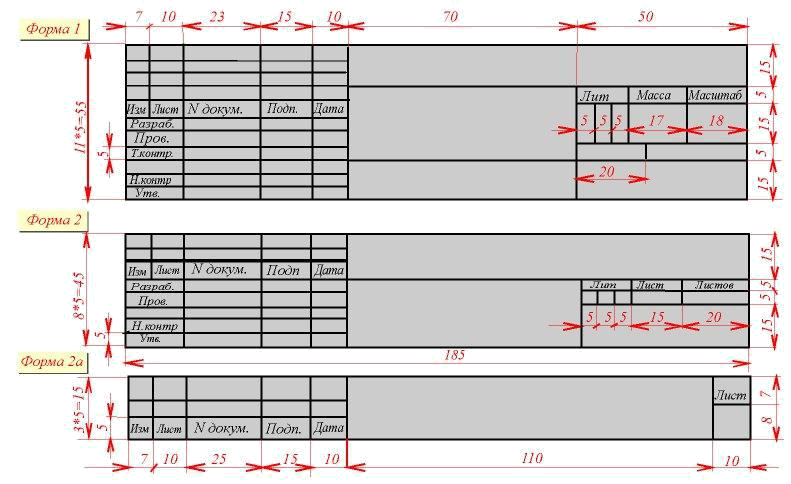 Форма 1
7 10 23 15 10 70 50
11*5=55
15
5
15
5
15
Лит Масса Масштаб
5 5 5 17 18
20
Изм Лист N докум. Подп. Дата
Разраб.
Пров.
Т.контр.
5
Н.контр
Утв.
Форма 2
8*5=45
15
5
5
15
Изм Лист N докум. Подп Дата
Разраб.
Пров.
Н.контр
Утв.
5
Лит Лист Листов
5 5 5 15 20
185
Форма 2а
3*5=15
5
Изм Лист N докум. Подп. Дата
Лист
7
8
7 10 25 15 10 110 10